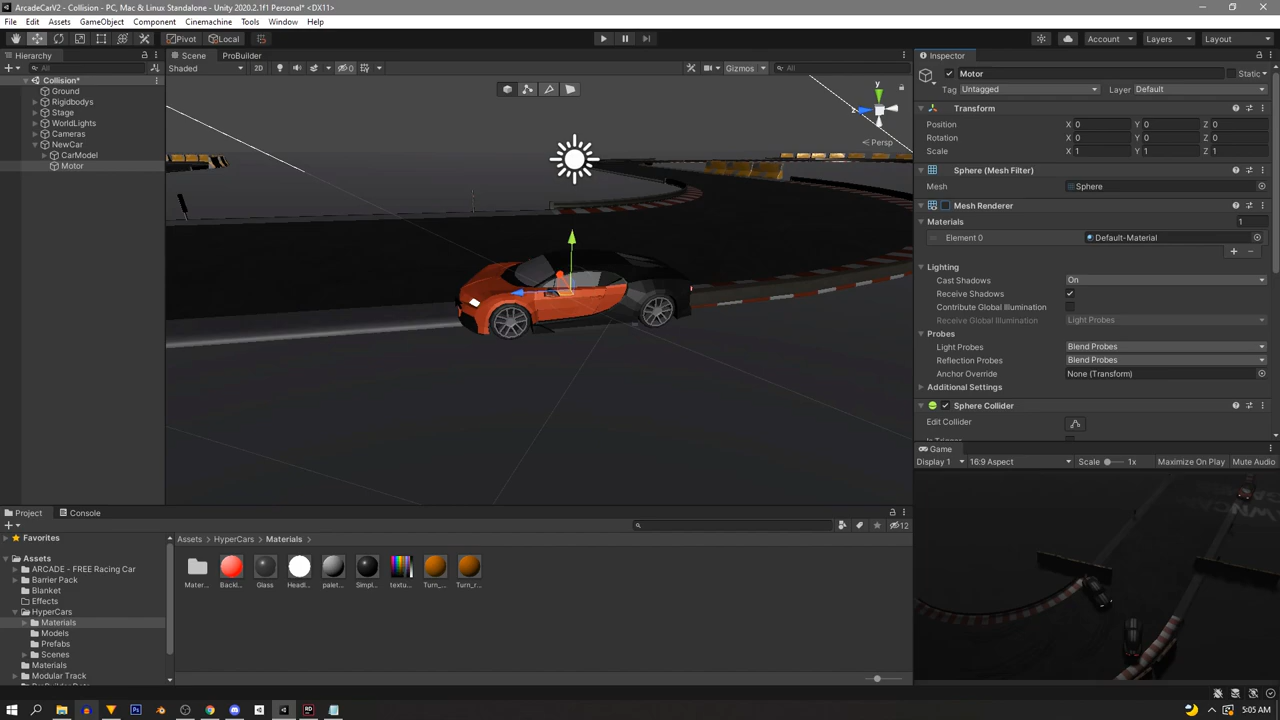 ArcadeCarV2 - Collision - PC, Mac & Linux Standalone - Unity 2020.2.1f1 Personal* <DX11>
File Edit Assets GameObject Component Cinemachine Tools Window Help
Pivot Local Account Layers Layout
Hierarchy Scene ProBuilder Inspector
All Shaded 2D 0 Gizmos All Motor Static
Collision* Tag Untagged Layer Default
Ground
Rigidbodys Transform
Stage
WorldLights Position X 0 Y 0 Z 0
Cameras Rotation X 0 Y 0 Z 0
NewCar Persp Scale X 1 Y 1 Z 1
CarModel
Motor Sphere (Mesh Filter)
Mesh Sphere
Mesh Renderer
Materials 1
Element 0 Default-Material
Lighting
Cast Shadows On
Receive Shadows
Contribute Global Illumination
Receive Global Illumination Light Probes
Probes
Light Probes Blend Probes
Reflection Probes Blend Probes
Anchor Override None (Transform)
Additional Settings
Sphere Collider
Edit Collider
Game
Display 1 16:9 Aspect Scale 1x Maximize On Play Mute Audio
Project Console
12
Favorites Assets HyperCars Materials
Assets
ARCADE - FREE Racing Car
Barrier Pack Mater... Backl... Glass Headl... palet... Simpl... textu... Turn_... Turn_r...
Blanket
Effects
HyperCars
Materials
Models
Prefabs
Scenes
Materials
Modular Track
5:05 AM